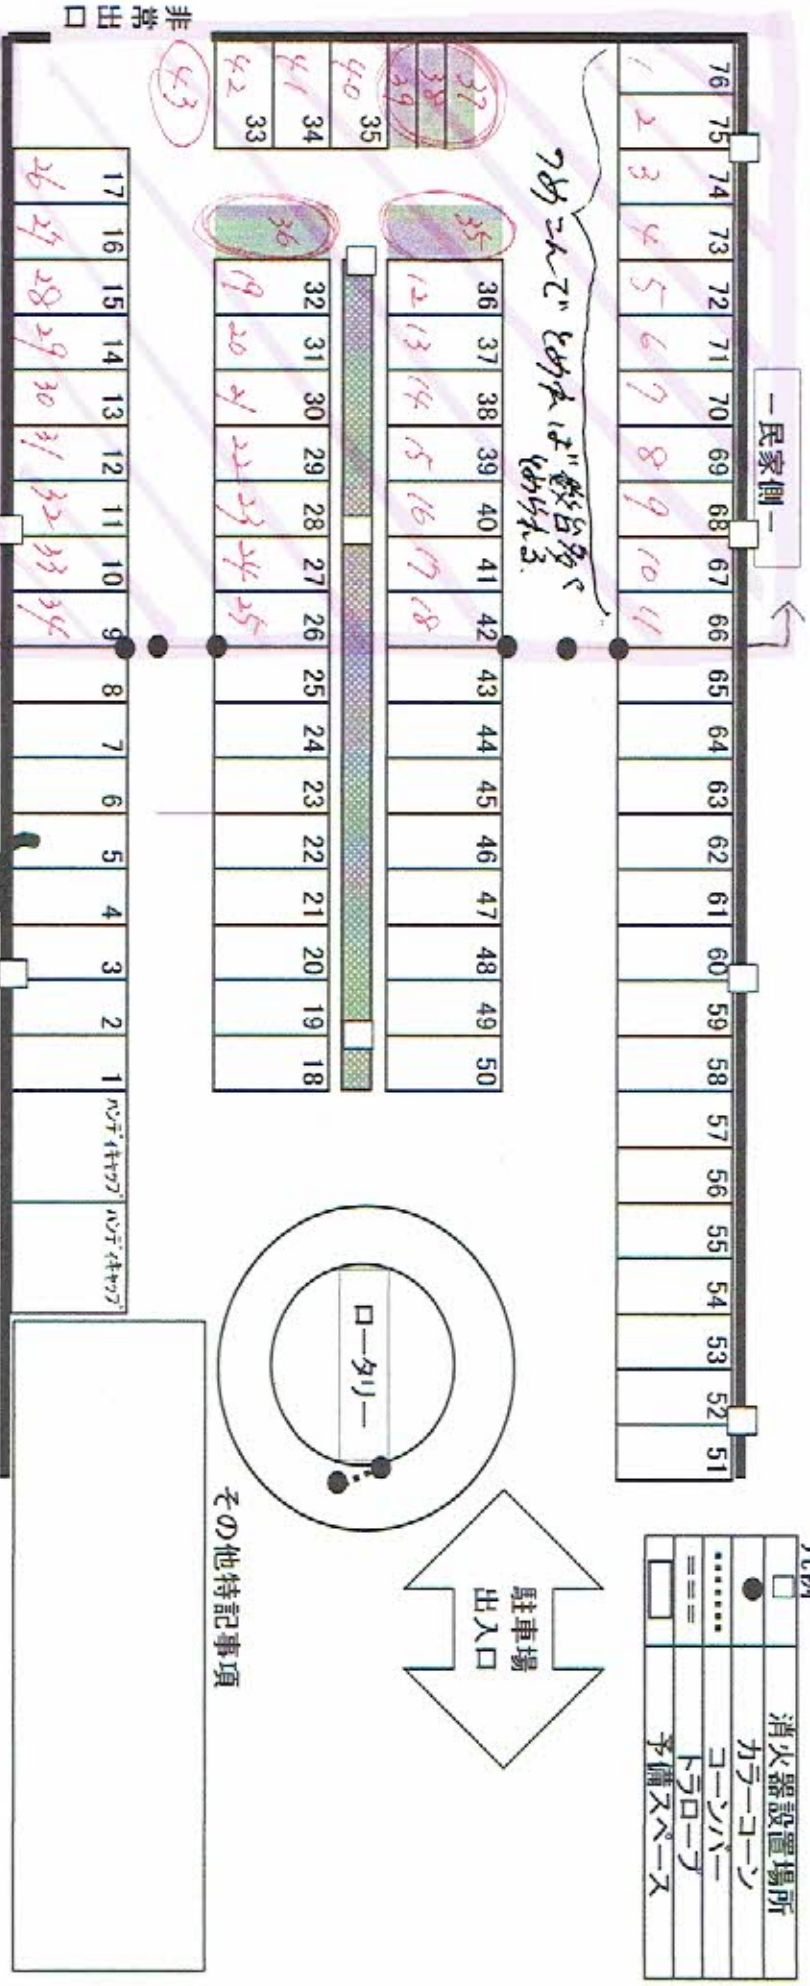 凡例
消火器設置場所
カラーコーン
コーンバー
トラロープ
予備スペース
-民家側-
76 75 74 73 72 71 70 69 68 67 66 65 64 63 62 61 60 59 58 57 56 55 54 53 52 51
1 2 3 4 5 6 7 8 9 10 11
つめこんで とめれば 数台多く
とめられる.
37
38
39
40
41
42
43
35
34
33
非常
出口
35
36 37 38 39 40 41 42 43 44 45 46 47 48 49 50
12 13 14 15 16 17 18
36
32 31 30 29 28 27 26 25 24 23 22 21 20 19 18
19 20 21 22 23 24 25
17 16 15 14 13 12 11 10 9 8 7 6 5 4 3 2 1 ハンディキャップ ハンディキャップ
26 27 28 29 30 31 32 33 34
ロータリー
駐車場
出入口
その他特記事項